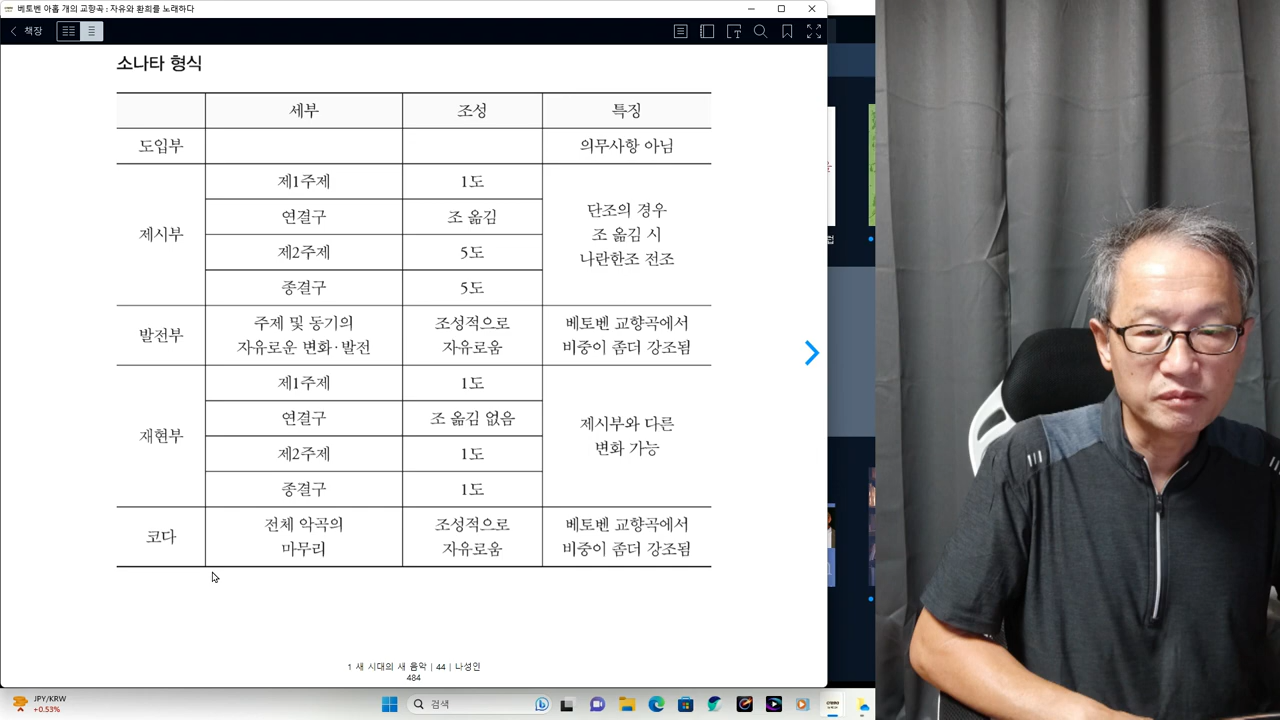 베토벤 아홉 개의 교향곡 : 자유와 환희를 노래하다
책장
소나타 형식
세부 조성 특징
도입부 의무사항 아님
제시부
제1주제 1도
연결구 조 옮김
제2주제 5도
종결구 5도
단조의 경우
조 옮김 시
나란한조 전조
발전부
주제 및 동기의
자유로운 변화·발전
조성적으로
자유로움
베토벤 교향곡에서
비중이 좀더 강조됨
재현부
제1주제 1도
연결구 조 옮김 없음
제2주제 1도
종결구 1도
제시부와 다른
변화 가능
코다
전체 악곡의
마무리
조성적으로
자유로움
베토벤 교향곡에서
비중이 좀더 강조됨
1 새 시대의 새 음악 | 44 | 나성인
484
JPY/KRW
+0.53%
검색